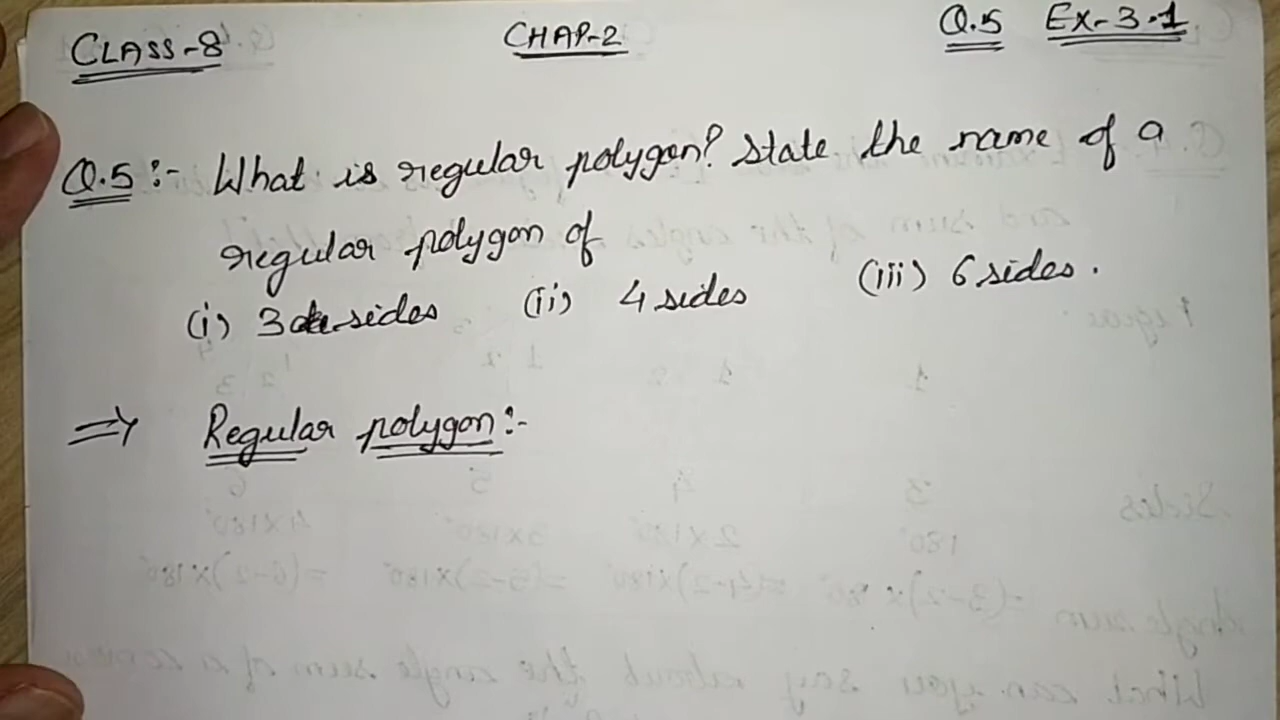 CLASS-8 CHAP-2 Q.5 Ex-3.1
Q.5:- What is regular polygon? State the name of a
regular polygon of
(i) 3 sides (ii) 4 sides (iii) 6 sides.
⇒ Regular polygon:-